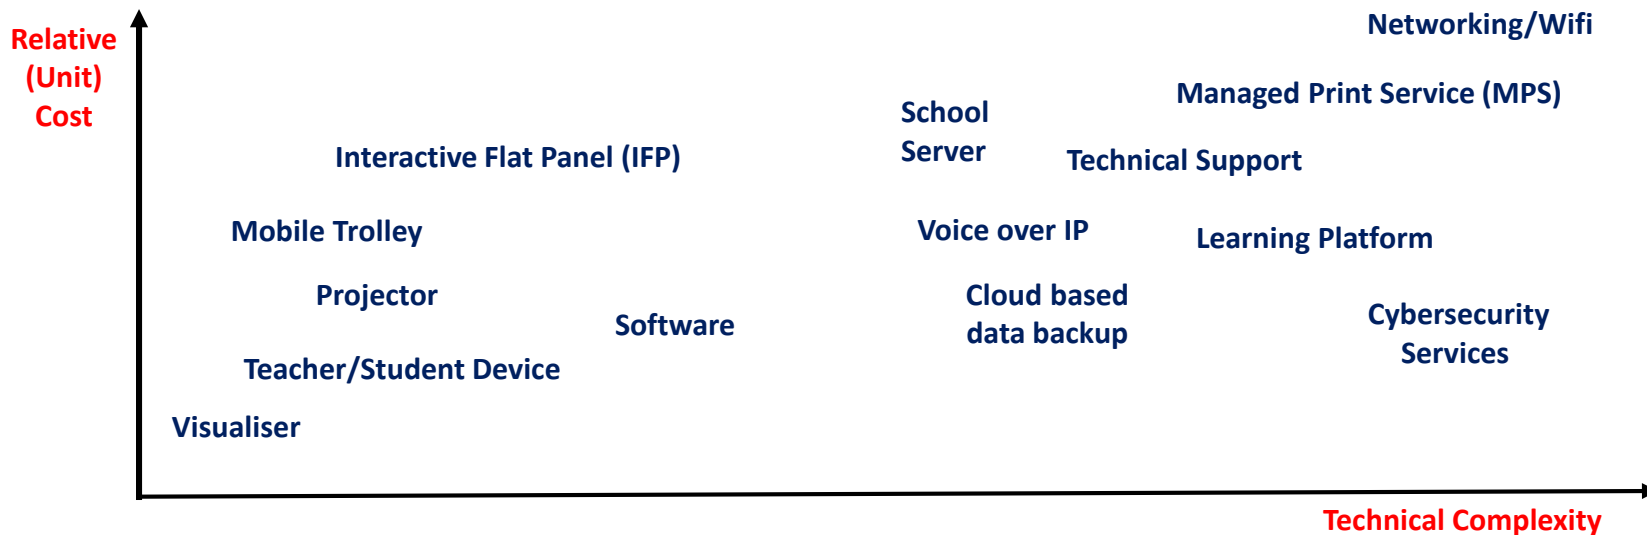 Relative
(Unit)
Cost
Networking/Wifi
Managed Print Service (MPS)
School
Server
Interactive Flat Panel (IFP)
Technical Support
Mobile Trolley
Voice over IP
Learning Platform
Projector
Cloud based
data backup
Software
Cybersecurity
Services
Teacher/Student Device
Visualiser
Technical Complexity